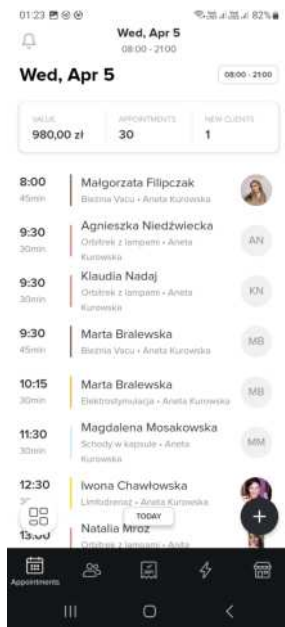 01:23
82%
Wed, Apr 5
08:00 - 21:00
Wed, Apr 5
08:00 - 21:00
VALUE APPOINTMENTS NEW CLIENTS
980,00 zł 30 1
8:00 Małgorzata Filipczak
45min Bieżnia Vacu • Aneta Kurowska
9:30 Agnieszka Niedźwiecka
30min Orbitrek z lampami • Aneta
Kurowska
AN
9:30 Klaudia Nadaj
30min Orbitrek z lampami • Aneta
Kurowska
KN
9:30 Marta Bralewska
45min Bieżnia Vacu • Aneta Kurowska
MB
10:15 Marta Bralewska
30min Elektrostymulacja • Aneta Kurowska
MB
11:30 Magdalena Mosakowska
30min Schody w kapsule • Aneta
Kurowska
MM
12:30 Iwona Chawłowska
Limfodrenaż • Aneta Kurowska
TODAY
+
13:00 Natalia Mroz
Orbitrek z lampami • Aneta
Appointments